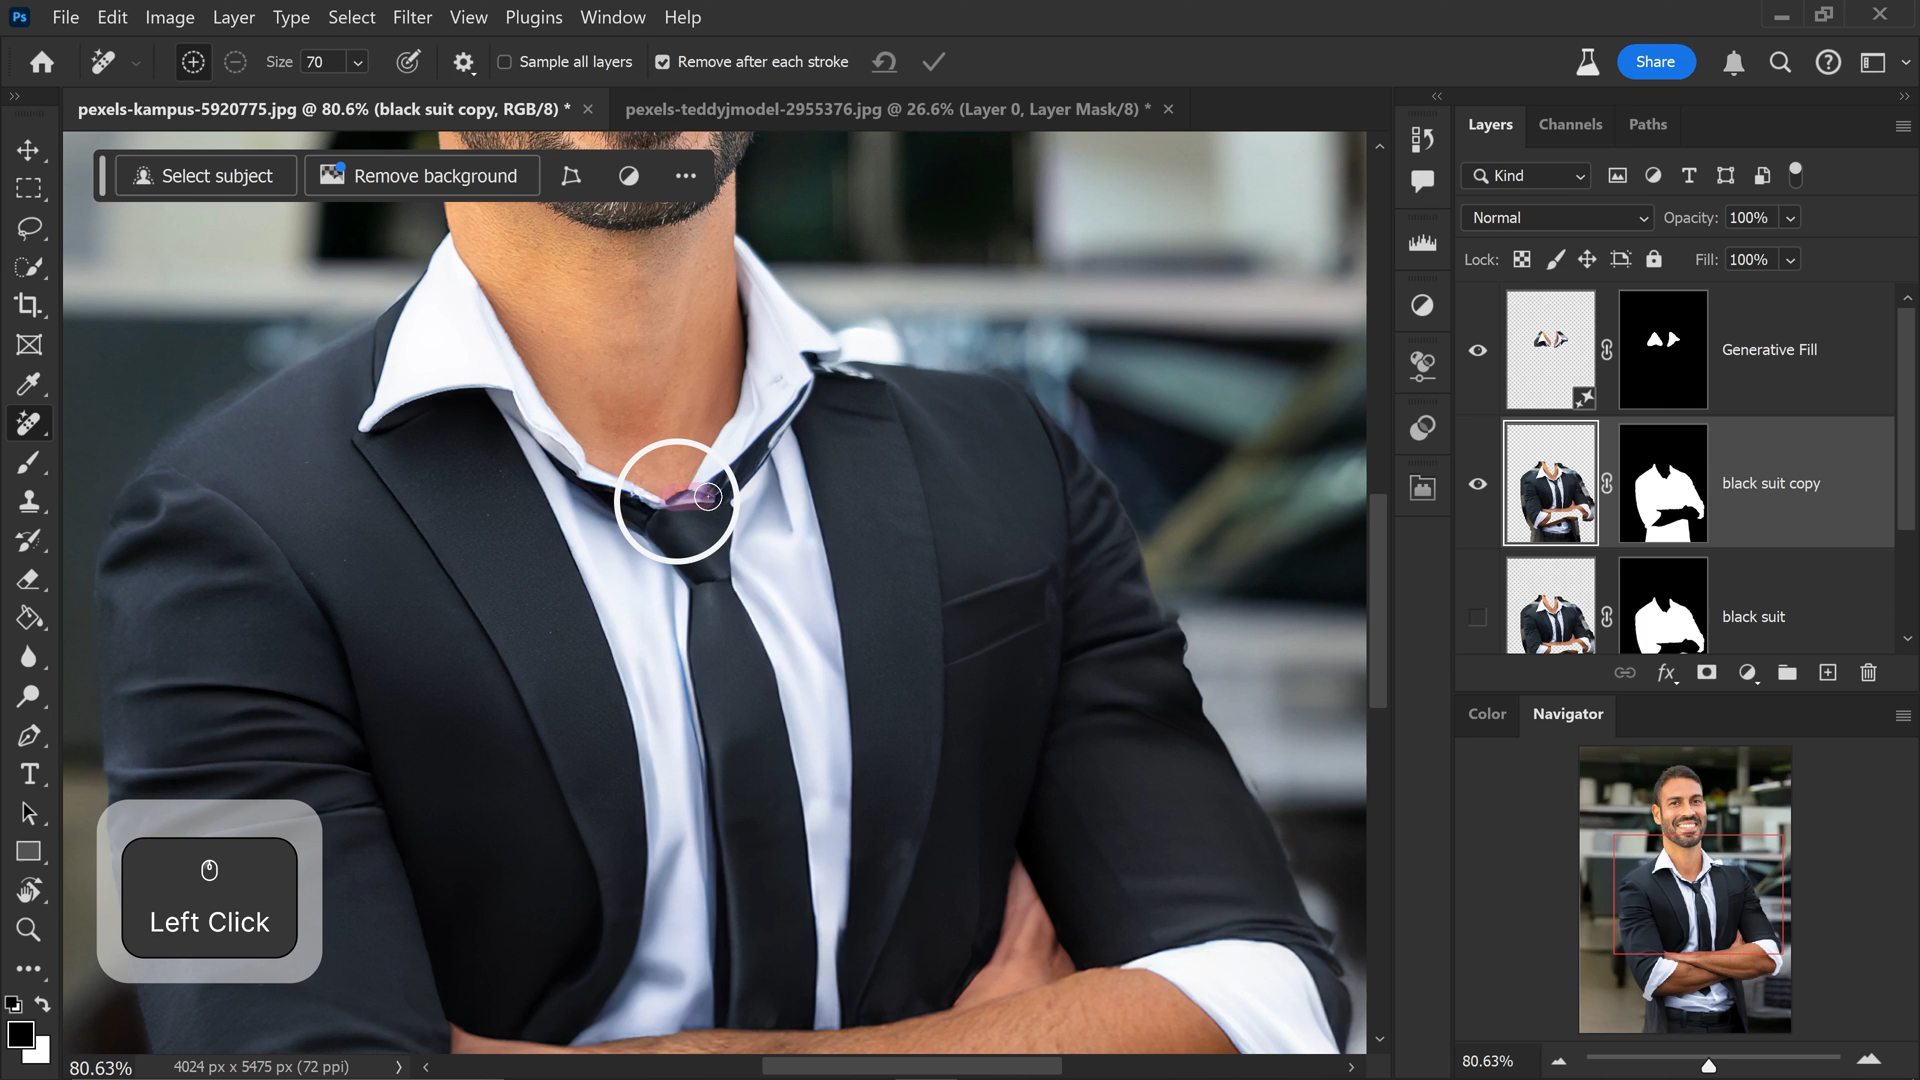 Ps File Edit Image Layer Type Select Filter View Plugins Window Help
Size 70 Sample all layers Remove after each stroke Share
pexels-kampus-5920775.jpg @ 80.6% (black suit copy, RGB/8) * pexels-teddyjmodel-2955376.jpg @ 26.6% (Layer 0, Layer Mask/8) *
Select subject Remove background
Layers Channels Paths
Kind
Normal Opacity: 100%
Lock: Fill: 100%
Generative Fill
black suit copy
black suit
fx
Color Navigator
Left Click
80.63% 4024 px x 5475 px (72 ppi)
80.63%